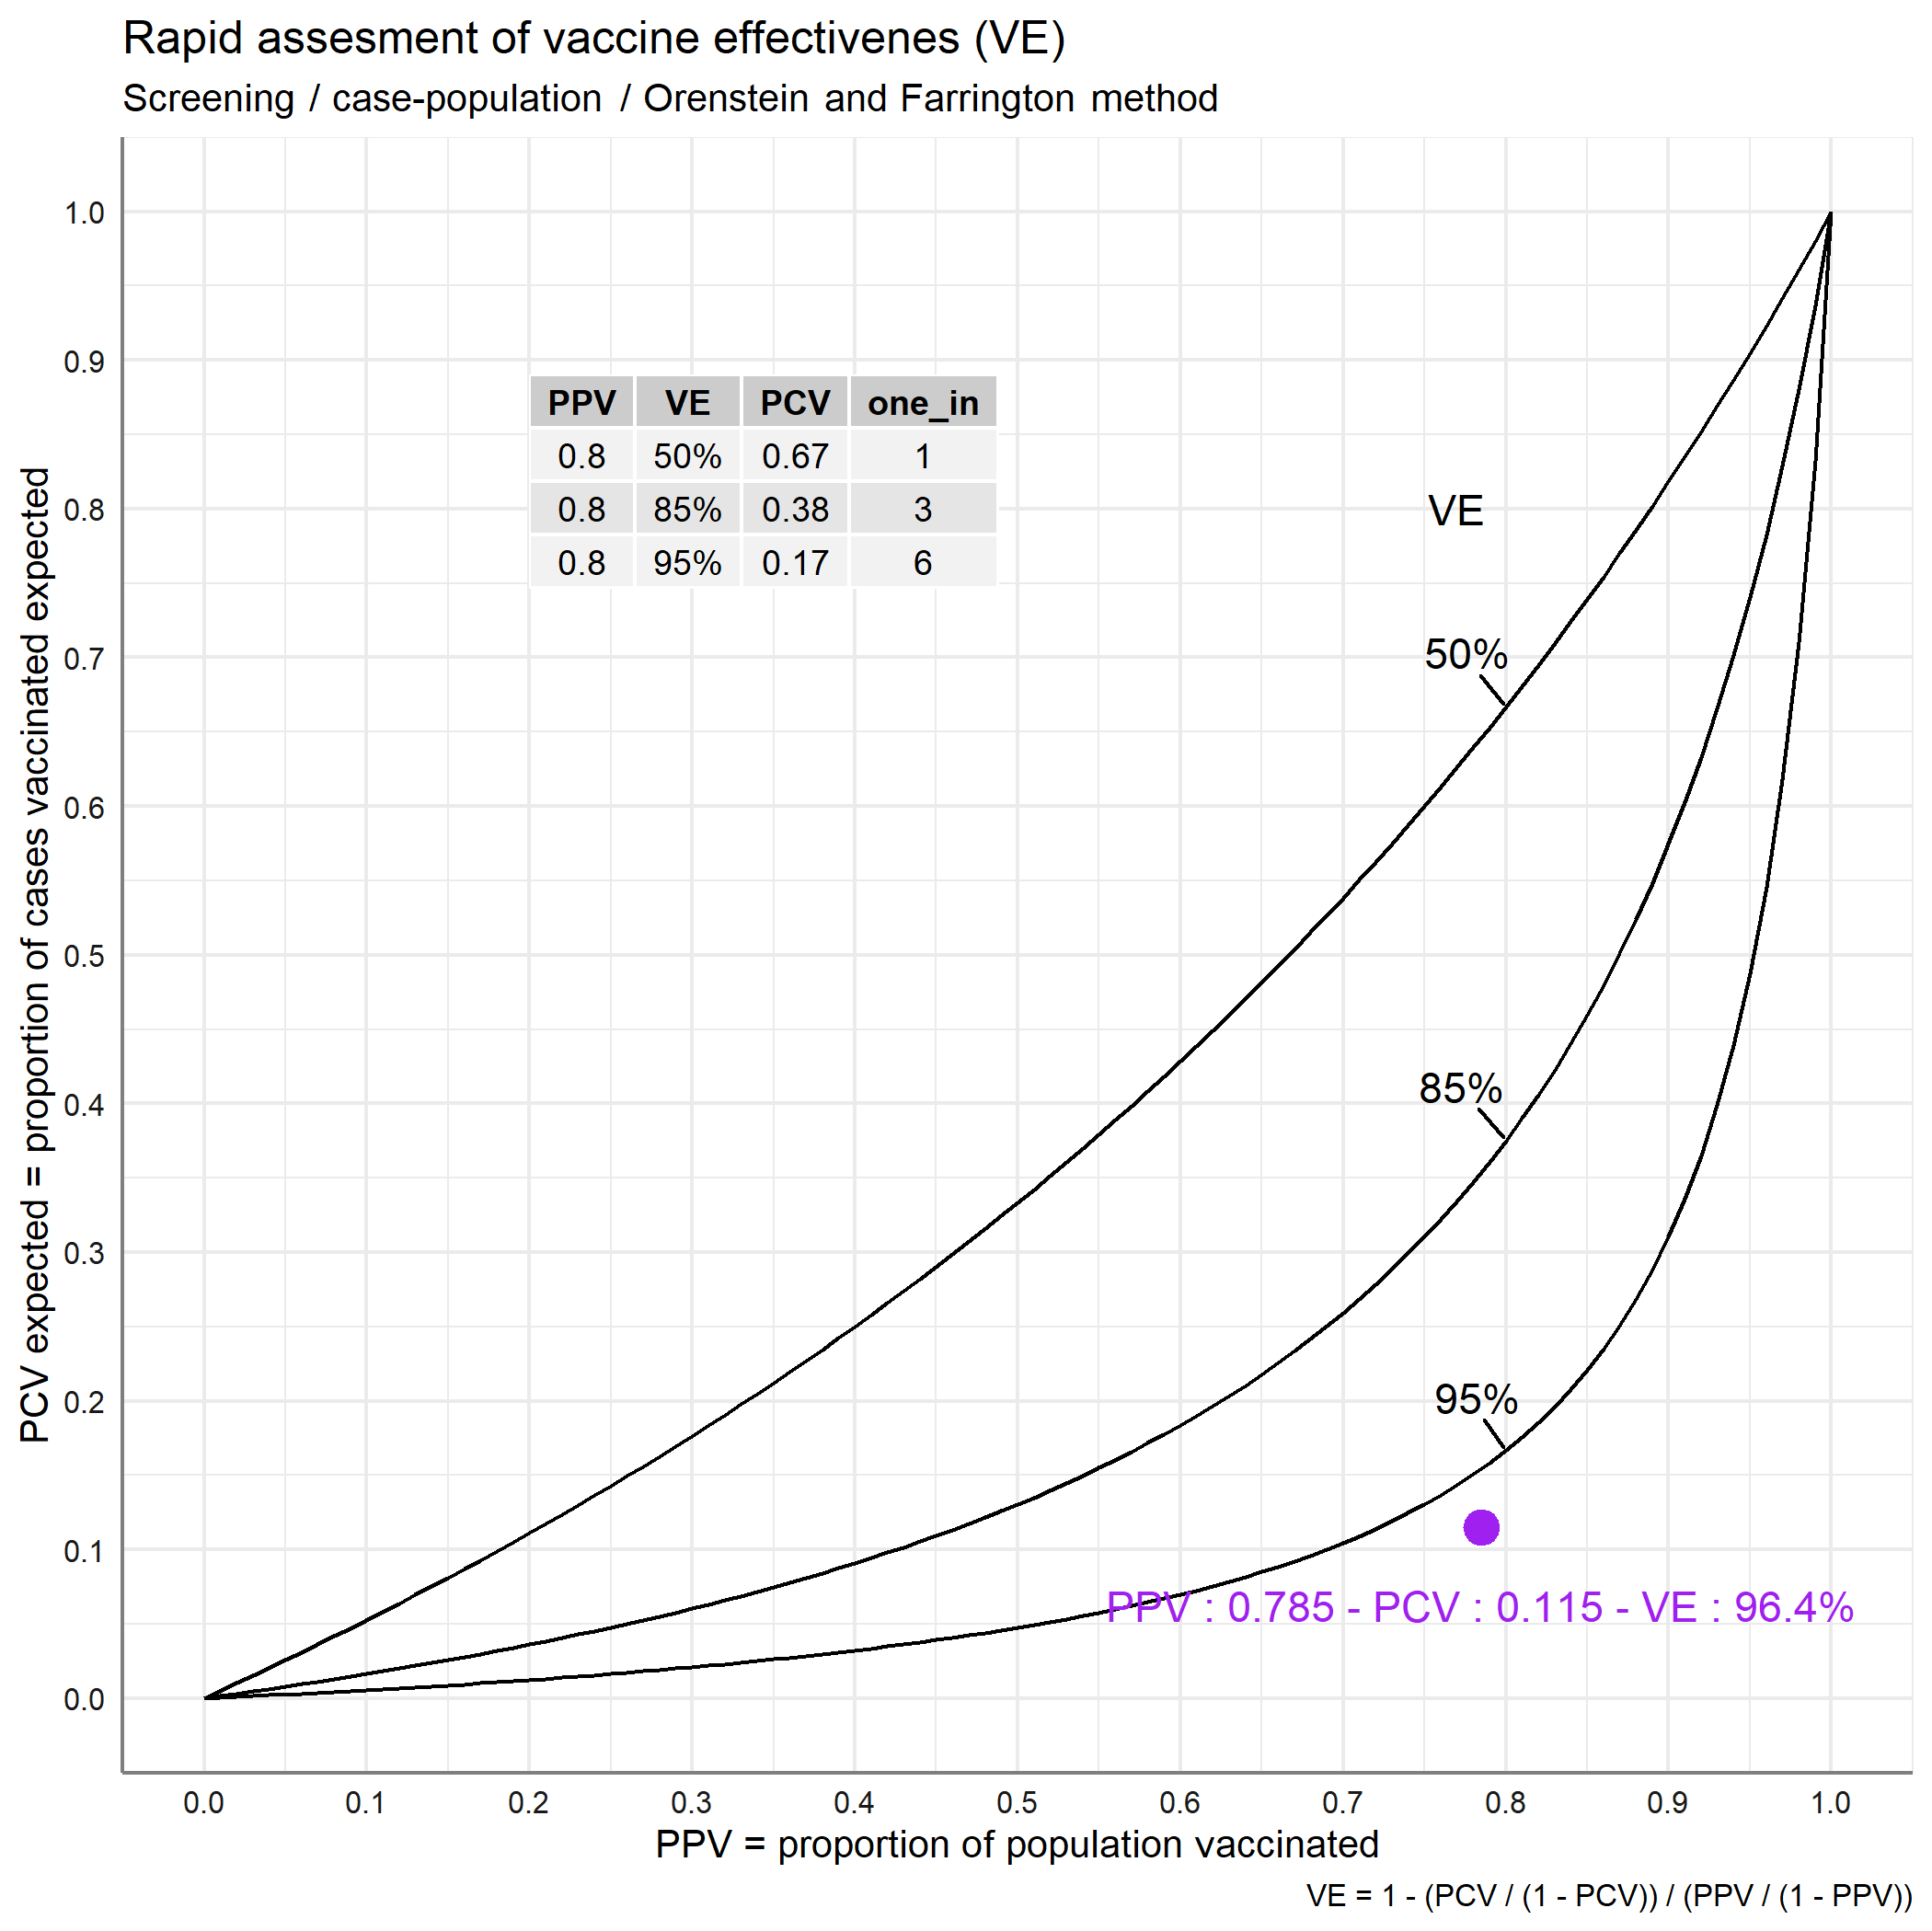 Rapid assesment of vaccine effectivenes (VE)
Screening / case-population / Orenstein and Farrington method
PCV expected = proportion of cases vaccinated expected
1.0
0.9
0.8
0.7
0.6
0.5
0.4
0.3
0.2
0.1
0.0
PPV VE PCV one_in
0.8 50% 0.67 1
0.8 85% 0.38 3
0.8 95% 0.17 6
VE
50%
85%
95%
PPV : 0.785 - PCV : 0.115 - VE : 96.4%
0.0 0.1 0.2 0.3 0.4 0.5 0.6 0.7 0.8 0.9 1.0
PPV = proportion of population vaccinated
VE = 1 - (PCV / (1 - PCV)) / (PPV / (1 - PPV))